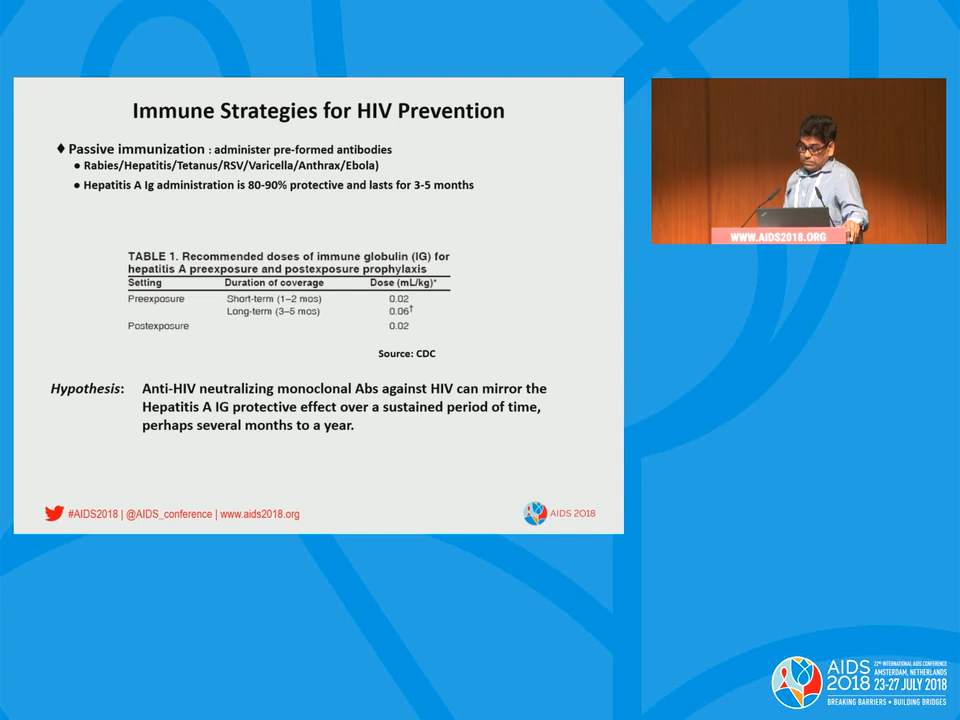 Immune Strategies for HIV Prevention
♦ Passive immunization : administer pre-formed antibodies
● Rabies/Hepatitis/Tetanus/RSV/Varicella/Anthrax/Ebola)
● Hepatitis A Ig administration is 80-90% protective and lasts for 3-5 months
TABLE 1. Recommended doses of immune globulin (IG) for
hepatitis A preexposure and postexposure prophylaxis
Setting Duration of coverage Dose (mL/kg)*
Preexposure Short-term (1–2 mos) 0.02
Long-term (3–5 mos) 0.06†
Postexposure 0.02
Source: CDC
Hypothesis: Anti-HIV neutralizing monoclonal Abs against HIV can mirror the
Hepatitis A IG protective effect over a sustained period of time,
perhaps several months to a year.
#AIDS2018 | @AIDS_conference | www.aids2018.org
AIDS 2018
WWW.AIDS2018.ORG
AIDS
2018
22ND INTERNATIONAL AIDS CONFERENCE
AMSTERDAM, NETHERLANDS
23-27 JULY 2018
BREAKING BARRIERS • BUILDING BRIDGES